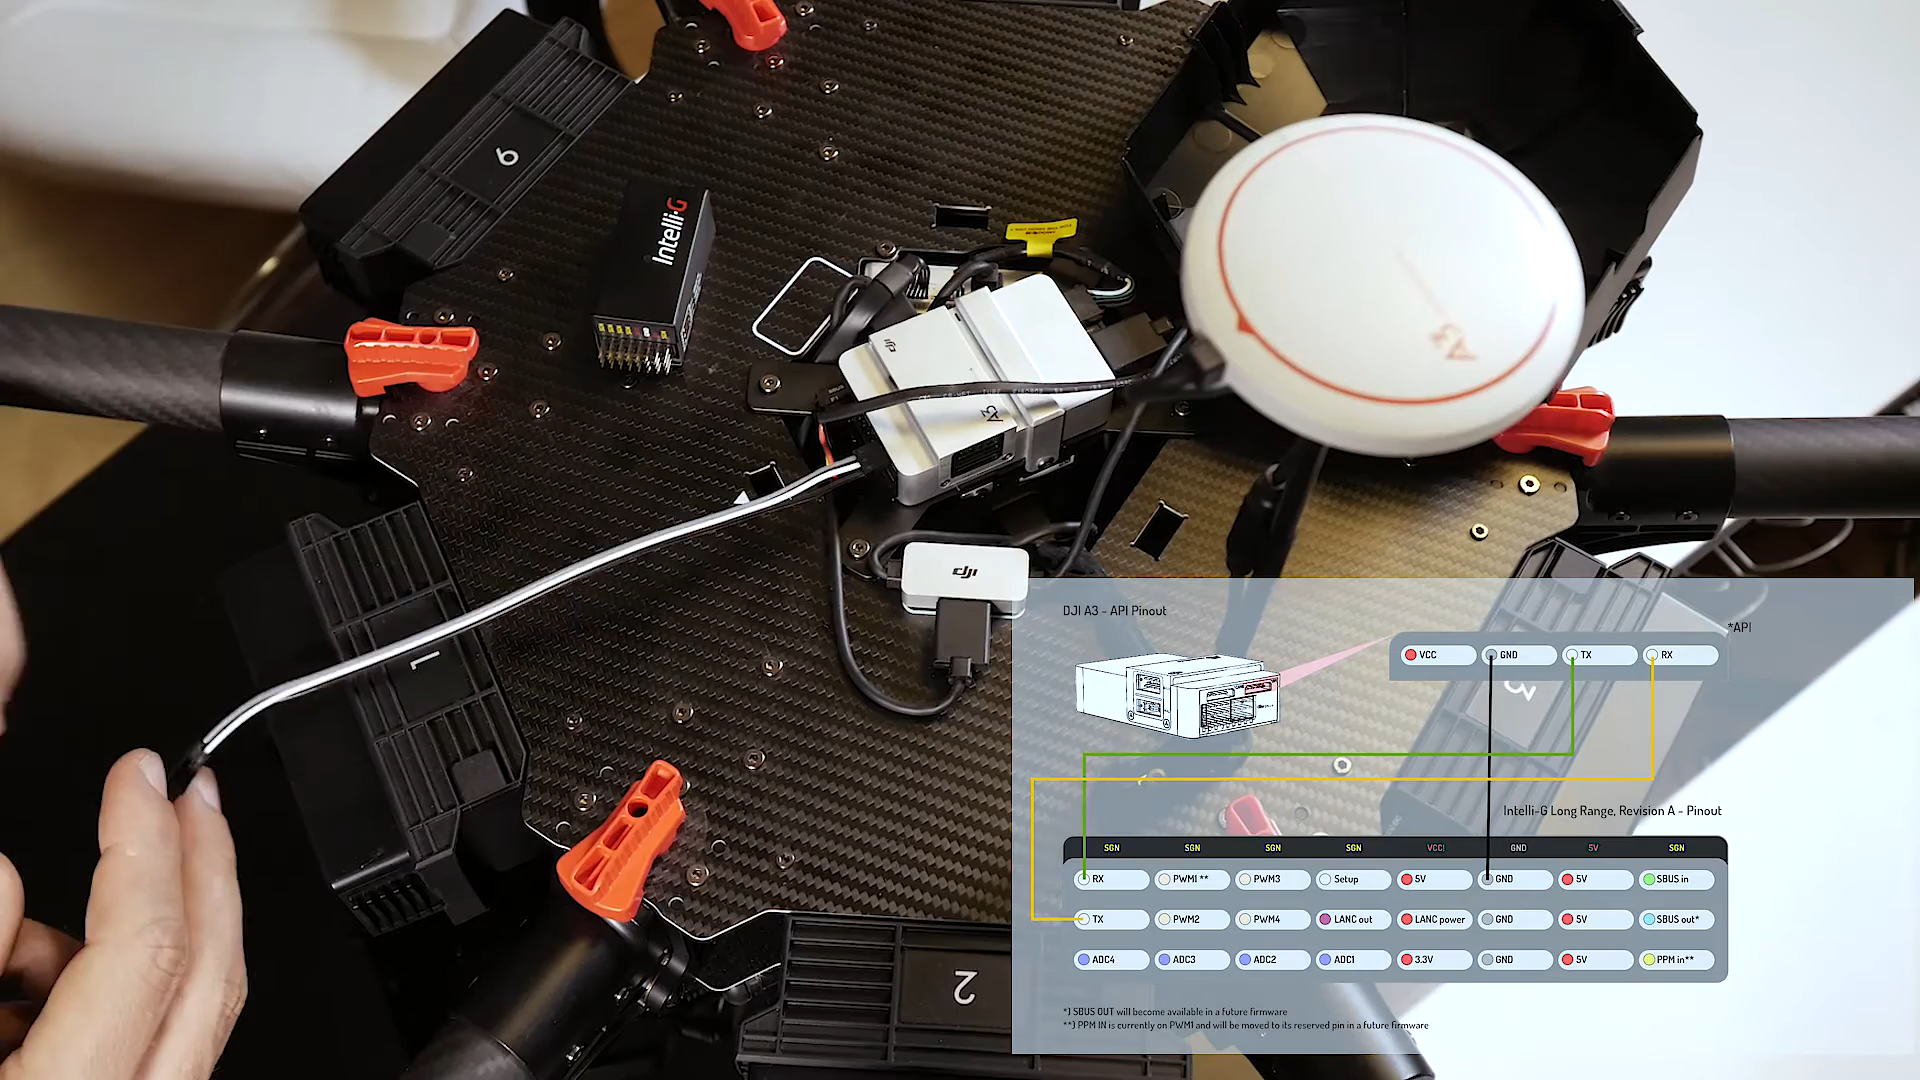 6
Intelli-G
A3
dji
A3
dji
1
3
2
DJI A3 - API Pinout
*API
VCC GND TX RX
Intelli-G Long Range, Revision A - Pinout
SGN SGN SGN SGN VCC! GND 5V SGN
RX PWM1 ** PWM3 Setup 5V GND 5V SBUS in
TX PWM2 PWM4 LANC out LANC power GND 5V SBUS out*
ADC4 ADC3 ADC2 ADC1 3.3V GND 5V PPM in**
*) SBUS OUT will become available in a future firmware
**) PPM IN is currently on PWM1 and will be moved to its reserved pin in a future firmware